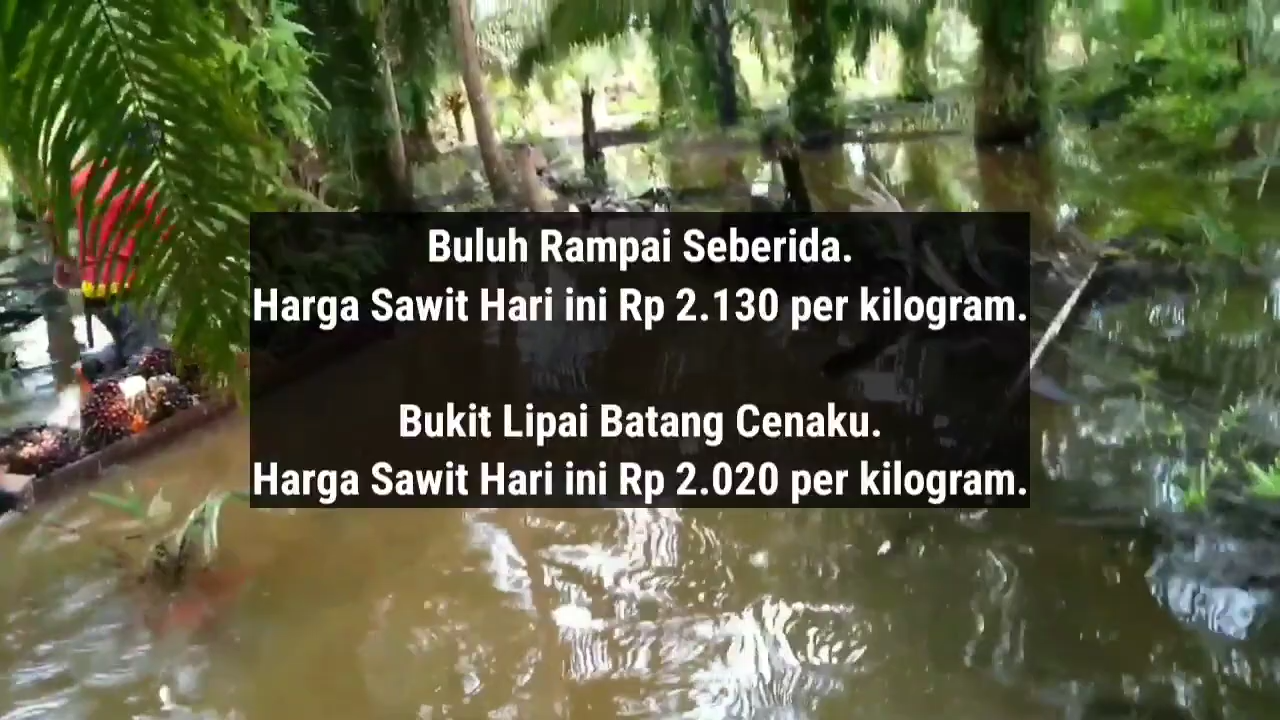 Buluh Rampai Seberida.
Harga Sawit Hari ini Rp 2.130 per kilogram.
Bukit Lipai Batang Cenaku.
Harga Sawit Hari ini Rp 2.020 per kilogram.